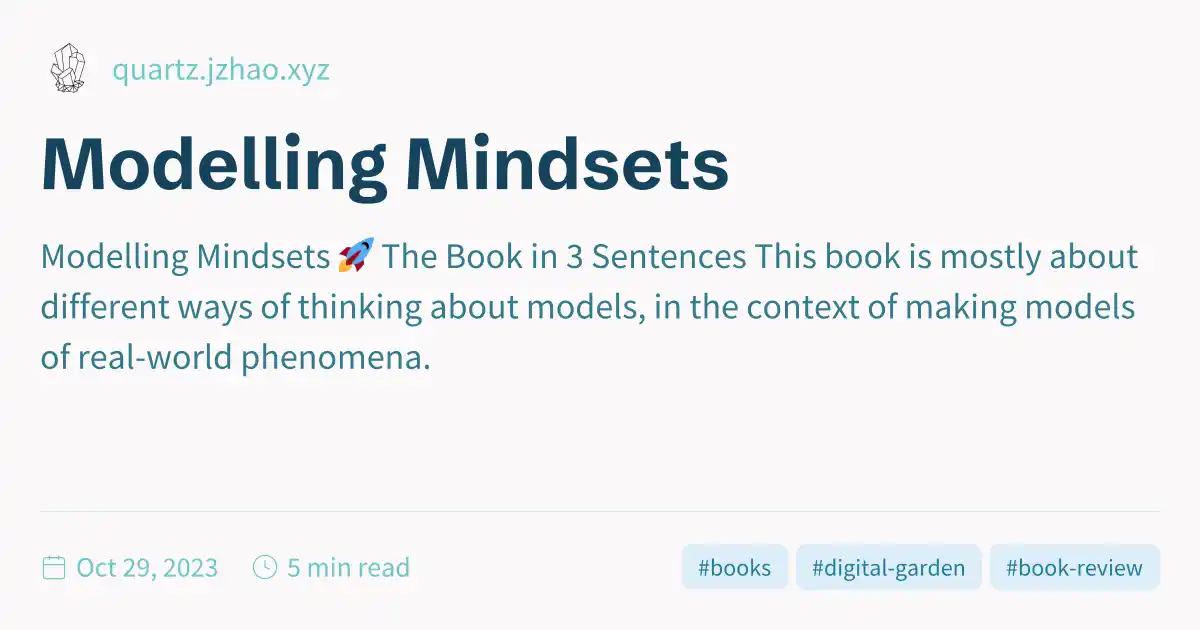 quartz.jzhao.xyz
Modelling Mindsets
Modelling Mindsets 🚀 The Book in 3 Sentences This book is mostly about
different ways of thinking about models, in the context of making models
of real-world phenomena.
Oct 29, 2023 5 min read #books #digital-garden #book-review